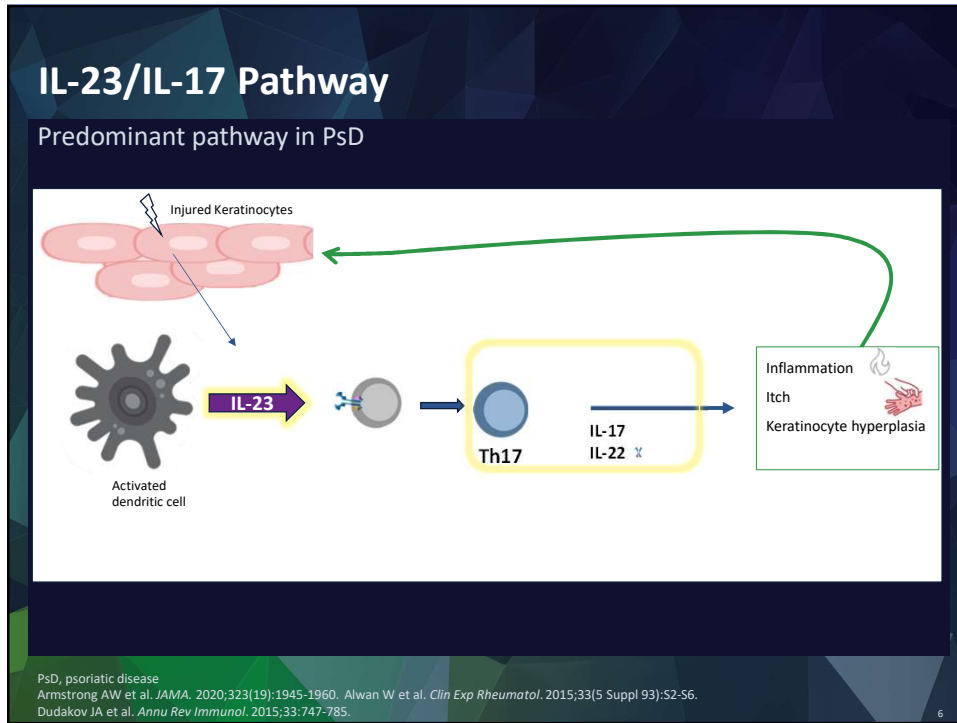 IL-23/IL-17 Pathway
Predominant pathway in PsD
Injured Keratinocytes
IL-23
Activated
dendritic cell
Th17
IL-17
IL-22
Inflammation
Itch
Keratinocyte hyperplasia
PsD, psoriatic disease
Armstrong AW et al. JAMA. 2020;323(19):1945-1960. Alwan W et al. Clin Exp Rheumatol. 2015;33(5 Suppl 93):S2-S6.
Dudakov JA et al. Annu Rev Immunol. 2015;33:747-785.
6